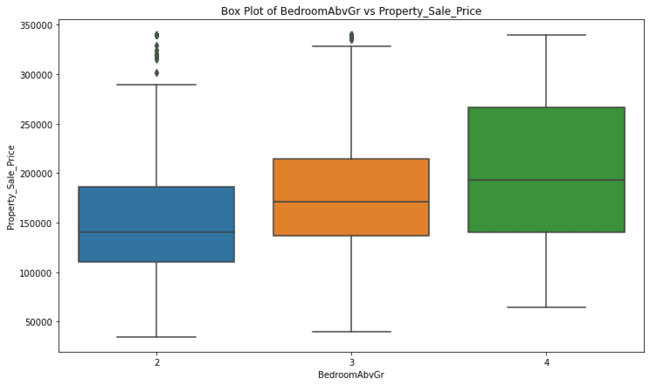 Box Plot of BedroomAbvGr vs Property_Sale_Price
350000
300000
250000
200000
150000
100000
50000
Property_Sale_Price
2 3 4
BedroomAbvGr